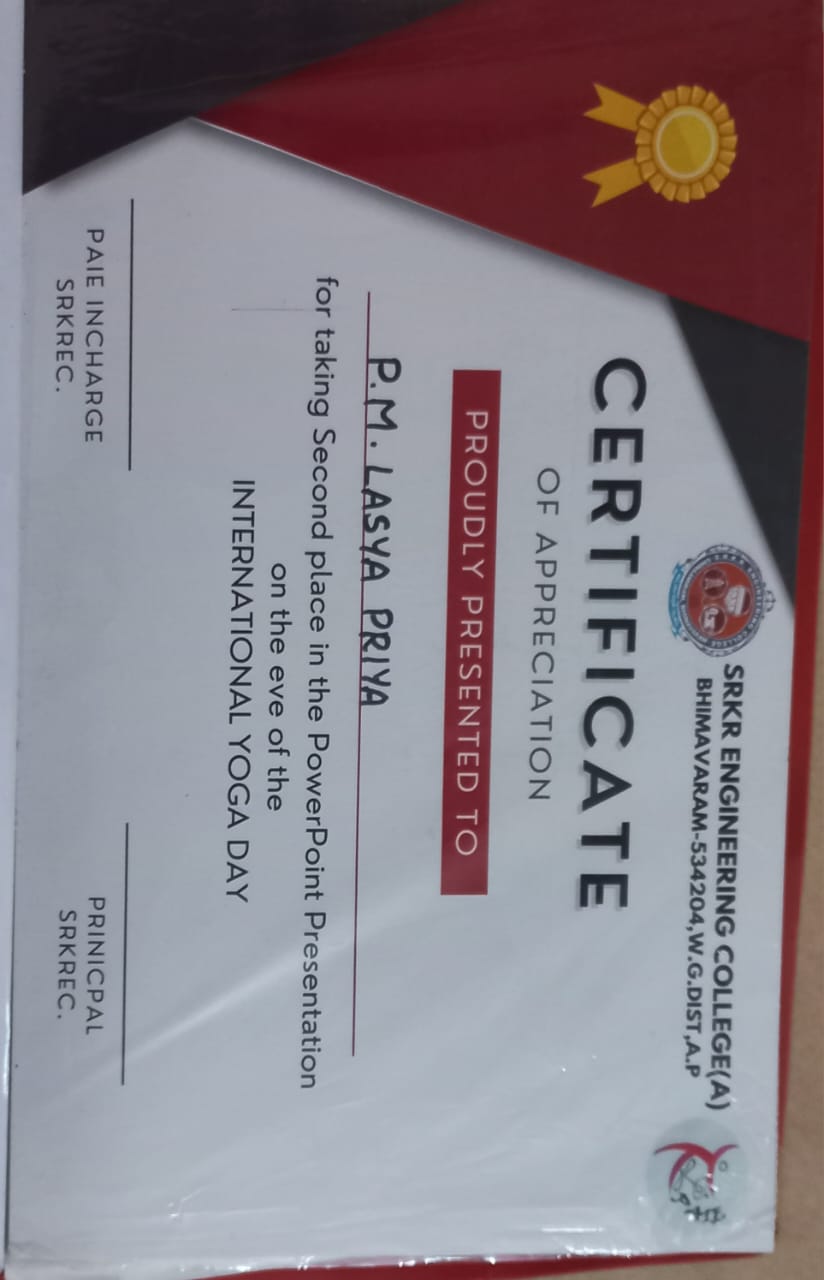 SRKR ENGINEERING COLLEGE(A)
BHIMAVARAM-534204,W.G.DIST,A.P
CERTIFICATE
OF APPRECIATION
PROUDLY PRESENTED TO
P.M. LASYA PRIYA
for taking Second place in the PowerPoint Presentation
on the eve of the
INTERNATIONAL YOGA DAY
PAIE INCHARGE
SRKREC.
PRINICPAL
SRKREC.